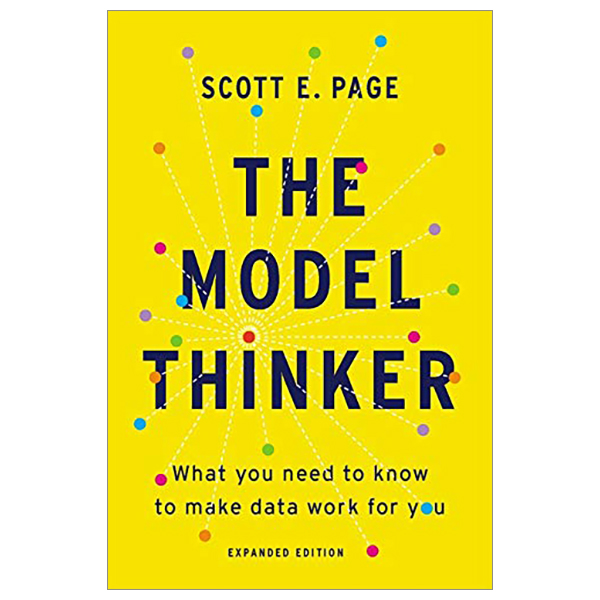 SCOTT E. PAGE
THE
MODEL
THINKER
What you need to know
to make data work for you
EXPANDED EDITION